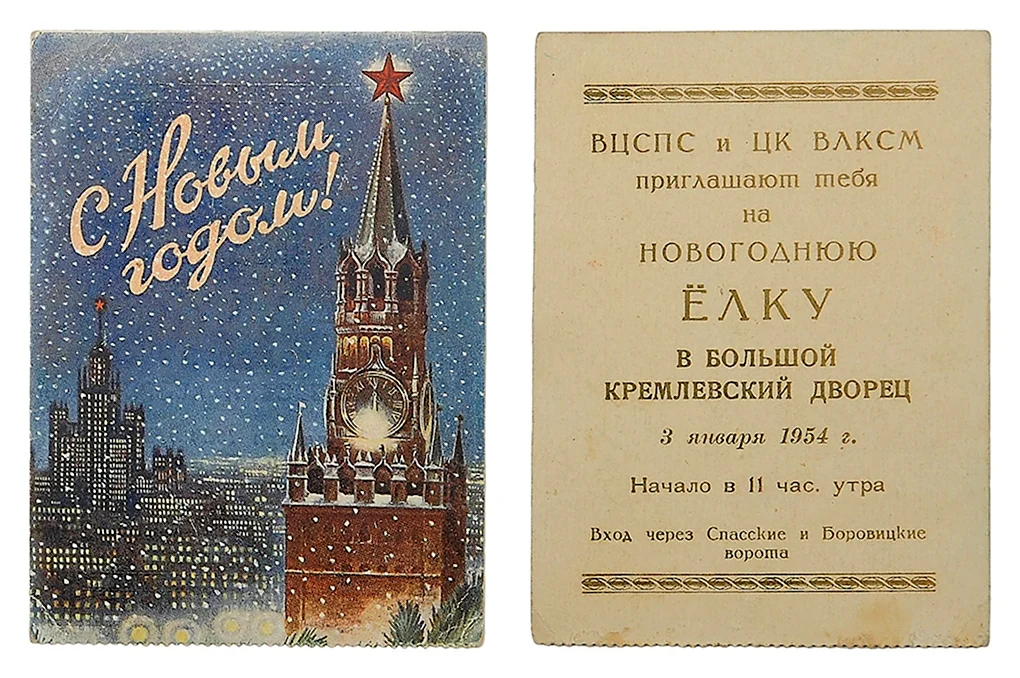 С Новым
годом!
ВЦСПС и ЦК ВЛКСМ
приглашают тебя
на
НОВОГОДНЮЮ
ЁЛКУ
В БОЛЬШОЙ
КРЕМЛЕВСКИЙ ДВОРЕЦ
3 января 1954 г.
Начало в 11 час. утра
Вход через Спасские и Боровицкие
ворота